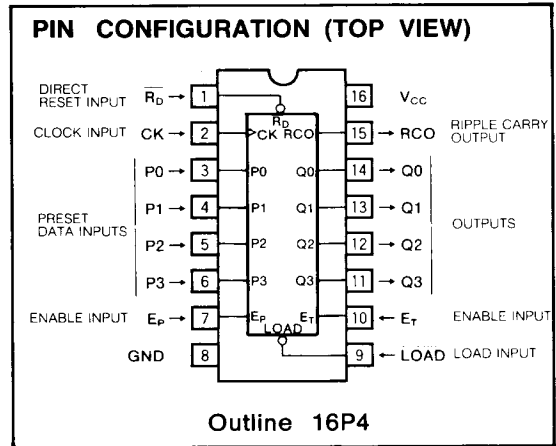 PIN CONFIGURATION (TOP VIEW)
DIRECT RESET INPUT R̅D̅ → 1 RD 16 VCC
CLOCK INPUT CK → 2 CK RCO 15 → RCO RIPPLE CARRY OUTPUT
P0 → 3 P0 Q0 14 → Q0
P1 → 4 P1 Q1 13 → Q1
PRESET DATA INPUTS OUTPUTS
P2 → 5 P2 Q2 12 → Q2
P3 → 6 P3 Q3 11 → Q3
ENABLE INPUT EP → 7 EP ET 10 ← ET ENABLE INPUT
LOAD
GND 8 9 ← L̅O̅A̅D̅ LOAD INPUT
Outline 16P4